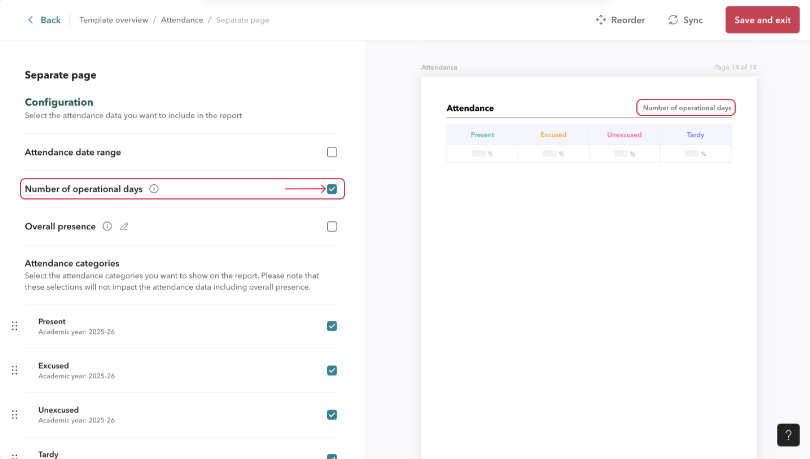 Back
Template overview / Attendance / Separate page
Reorder
Sync
Save and exit
Separate page
Configuration
Select the attendance data you want to include in the report
Attendance date range
Number of operational days
Overall presence
Attendance categories
Select the attendance categories you want to show on the report. Please note that
these selections will not impact the attendance data including overall presence.
Present
Academic year: 2025-26
Excused
Academic year: 2025-26
Unexcused
Academic year: 2025-26
Tardy
Attendance
Page 14 of 14
Attendance
Number of operational days
Present Excused Unexcused Tardy
% % % %
?